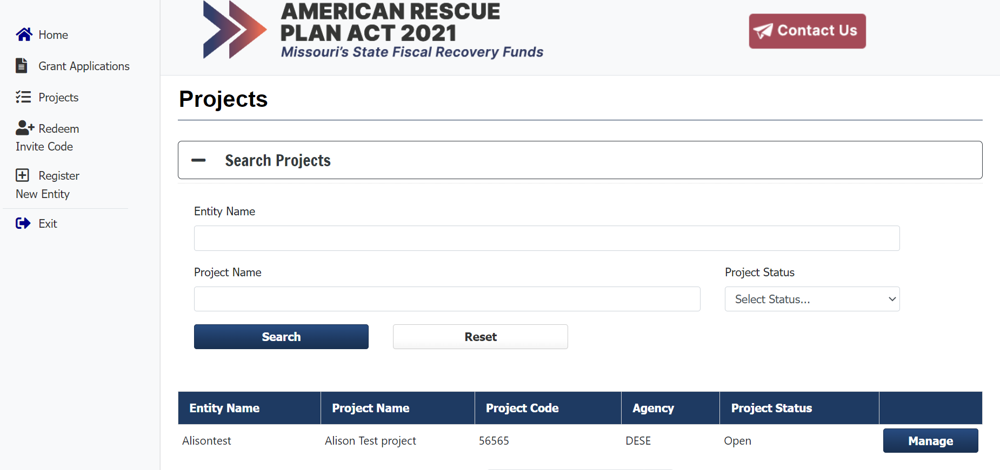 Home
Grant Applications
Projects
Redeem
Invite Code
Register
New Entity
Exit
AMERICAN RESCUE
PLAN ACT 2021
Missouri's State Fiscal Recovery Funds
Contact Us
Projects
Search Projects
Entity Name
Project Name
Project Status
Select Status...
Search
Reset
Entity Name Project Name Project Code Agency Project Status
Alisontest Alison Test project 56565 DESE Open Manage